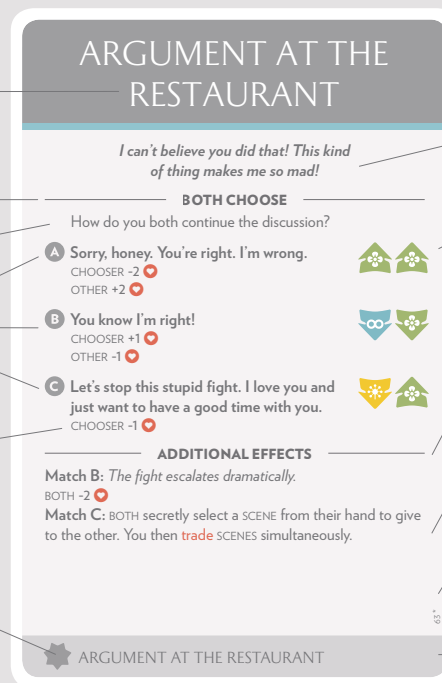 ARGUMENT AT THE
RESTAURANT
I can't believe you did that! This kind
of thing makes me so mad!
BOTH CHOOSE
How do you both continue the discussion?
A Sorry, honey. You're right. I'm wrong.
CHOOSER -2
OTHER +2
B You know I'm right!
CHOOSER +1
OTHER -1
C Let's stop this stupid fight. I love you and
just want to have a good time with you.
CHOOSER -1
ADDITIONAL EFFECTS
Match B: The fight escalates dramatically.
BOTH -2
Match C: BOTH secretly select a SCENE from their hand to give
to the other. You then trade SCENES simultaneously.
63*
ARGUMENT AT THE RESTAURANT